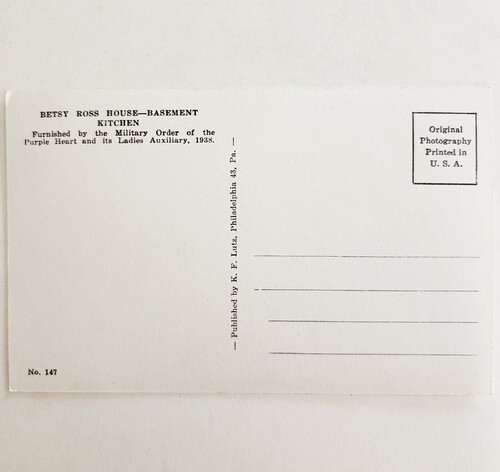 BETSY ROSS HOUSE—BASEMENT
KITCHEN
Furnished by the Military Order of the
Purple Heart and its Ladies Auxiliary, 1938.
— Published by K. F. Lutz, Philadelphia 43, Pa. —
Original
Photography
Printed in
U. S. A.
No. 147